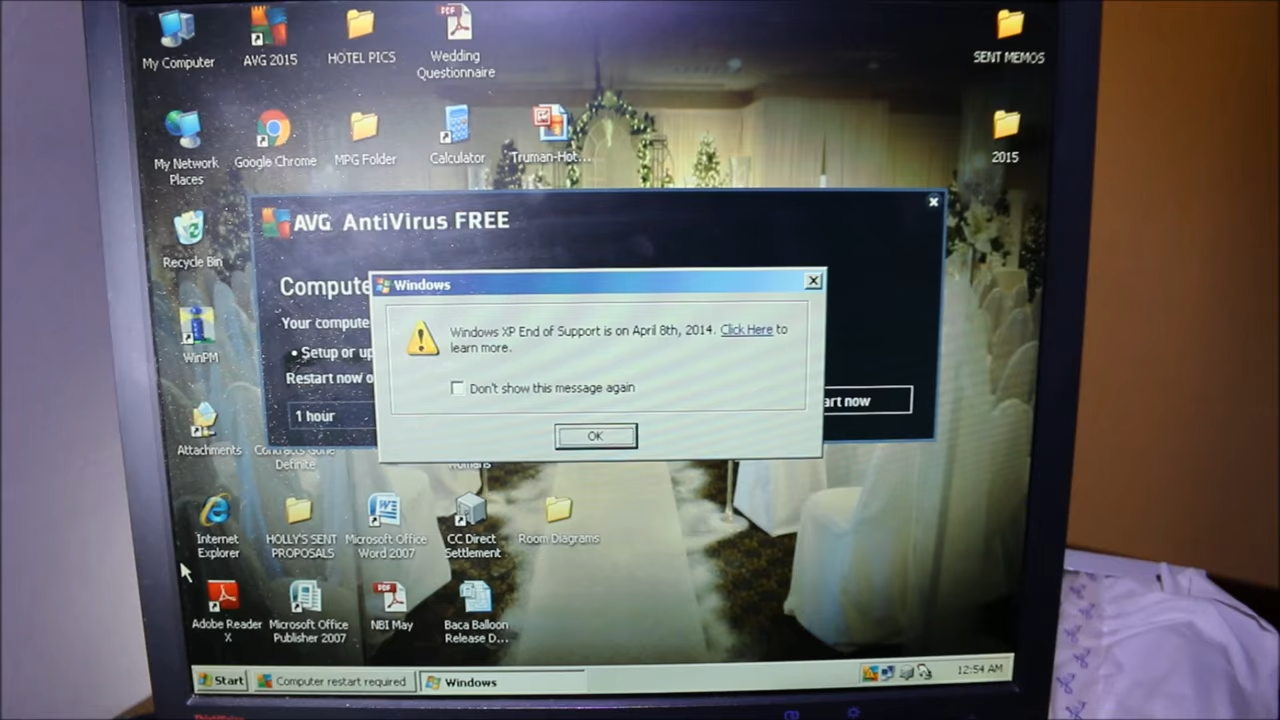 My Computer
AVG 2015
HOTEL PICS
Wedding
Questionnaire
SENT MEMOS
My Network
Places
Google Chrome
MPG Folder
Calculator
Truman-Hot...
2015
Recycle Bin
AVG AntiVirus FREE
Compute
Your compute
• Setup or up
Restart now o
1 hour
art now
Windows
Windows XP End of Support is on April 8th, 2014. Click Here to
learn more.
Don't show this message again
OK
WinPM
Attachments
Contracts Gone
Definite
Womens
Internet
Explorer
HOLLY'S SENT
PROPOSALS
Microsoft Office
Word 2007
CC Direct
Settlement
Room Diagrams
Adobe Reader
X
Microsoft Office
Publisher 2007
NBI May
Baca Balloon
Release D...
Start
Computer restart required
Windows
12:54 AM